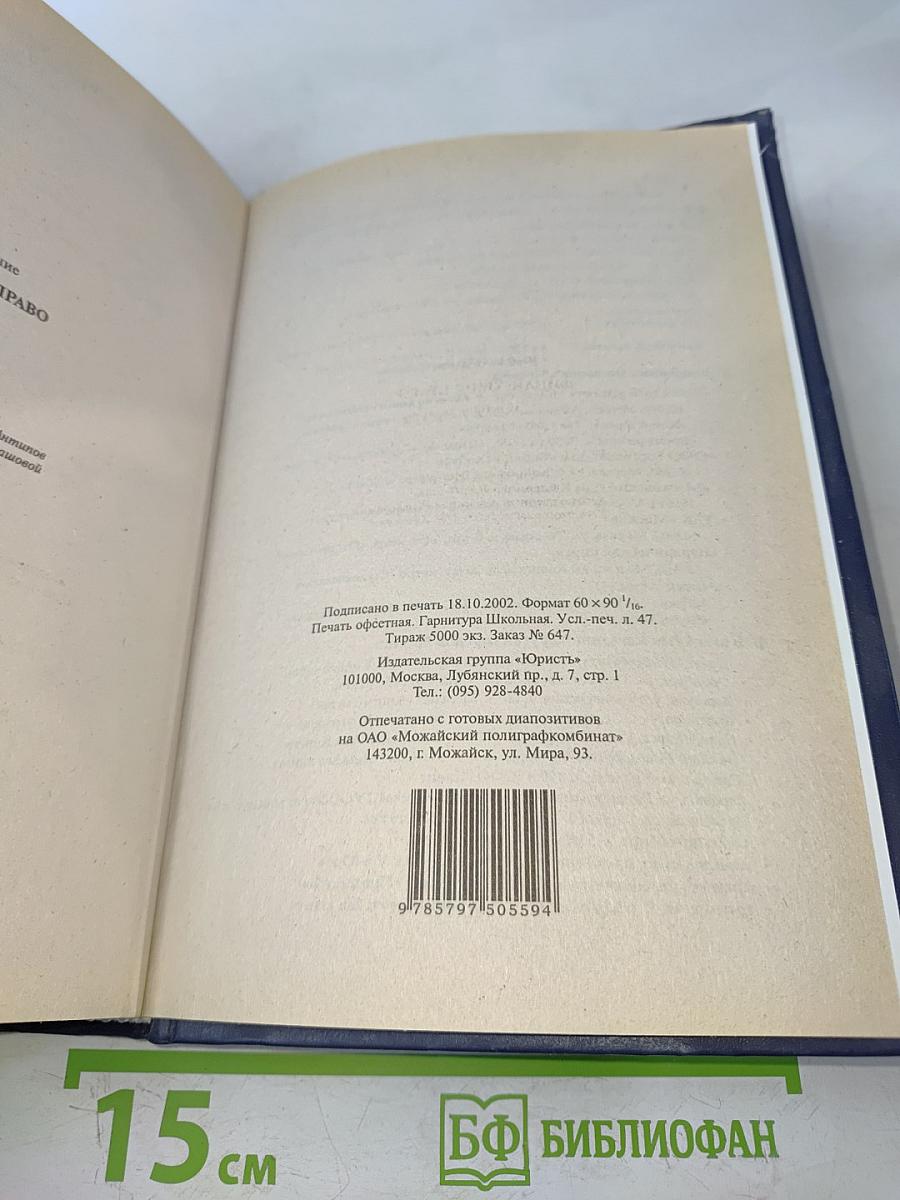 ПРАВО
Подписано в печать 18.10.2002. Формат 60 × 90 1/16.
Печать офсетная. Гарнитура Школьная. Усл.-печ. л. 47.
Тираж 5000 экз. Заказ № 647.
Издательская группа «Юристъ»
101000, Москва, Лубянский пр., д. 7, стр. 1
Тел.: (095) 928-4840
Отпечатано с готовых диапозитивов
на ОАО «Можайский полиграфкомбинат»
143200, г. Можайск, ул. Мира, 93.
9 785797 505594
15 см
БФ БИБЛИОФАН